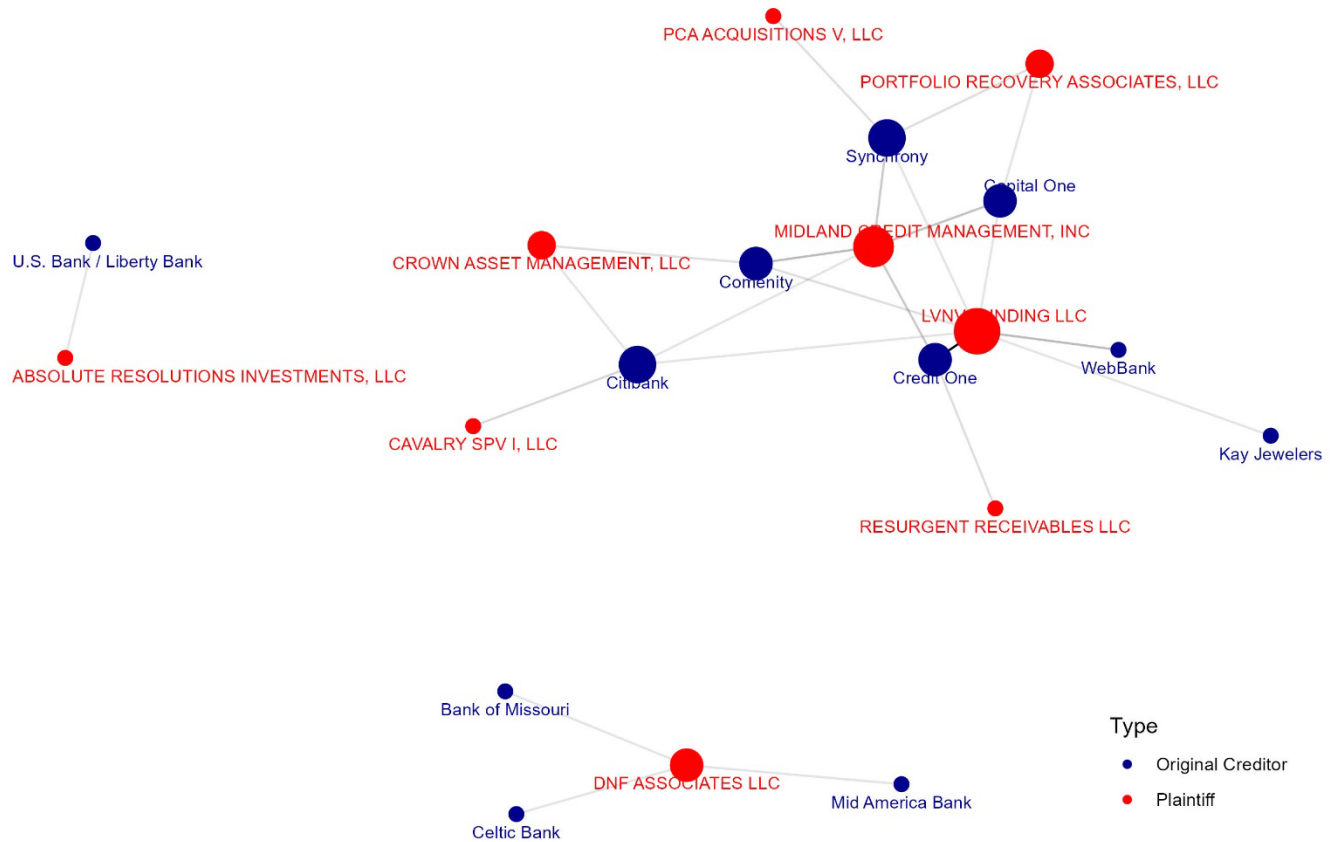 PCA ACQUISITIONS V, LLC
PORTFOLIO RECOVERY ASSOCIATES, LLC
Synchrony
Capital One
MIDLAND CREDIT MANAGEMENT, INC
U.S. Bank / Liberty Bank
CROWN ASSET MANAGEMENT, LLC
Comenity
LVNV FUNDING LLC
ABSOLUTE RESOLUTIONS INVESTMENTS, LLC
Citibank
Credit One
WebBank
CAVALRY SPV I, LLC
Kay Jewelers
RESURGENT RECEIVABLES LLC
Bank of Missouri
DNF ASSOCIATES LLC
Mid America Bank
Celtic Bank
Type
Original Creditor
Plaintiff